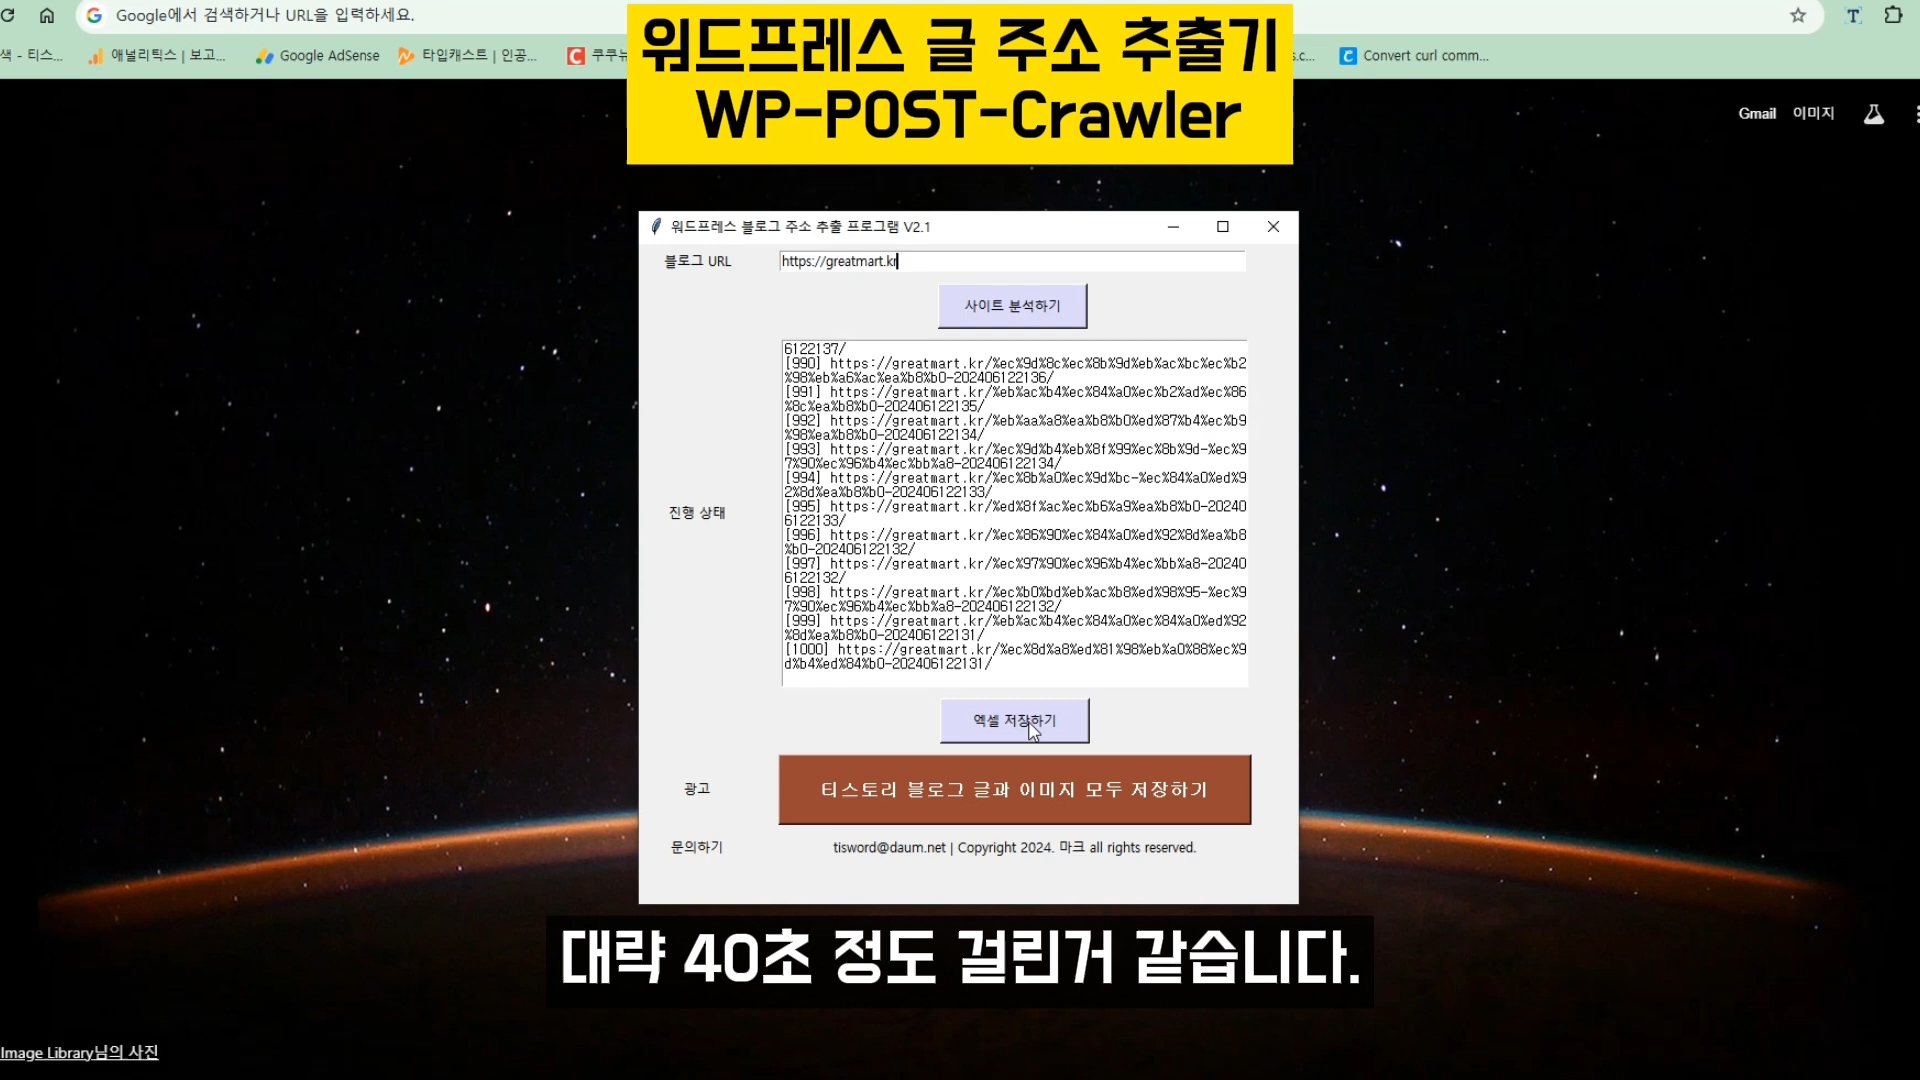 Google에서 검색하거나 URL을 입력하세요.
색 - 티스...
애널리틱스 | 보고...
Google AdSense
타입캐스트 | 인공...
쿠쿠뉴
s.c...
Convert curl comm...
워드프레스 글 주소 추출기
WP-POST-Crawler
Gmail 이미지
워드프레스 블로그 주소 추출 프로그램 V2.1
블로그 URL
https://greatmart.kr
사이트 분석하기
진행 상태
6122137/
[990] https://greatmart.kr/%ec%9d%8c%ec%8b%9d%eb%ac%bc%ec%b2
%98%eb%a6%ac%ea%b8%b0-202406122136/
[991] https://greatmart.kr/%eb%ac%b4%ec%84%a0%ec%b2%ad%ec%86
%8c%ea%b8%b0-202406122135/
[992] https://greatmart.kr/%eb%aa%a8%ea%b8%b0%ed%87%b4%ec%b9
%98%ea%b8%b0-202406122134/
[993] https://greatmart.kr/%ec%9d%b4%eb%8f%99%ec%8b%9d-%ec%9
7%90%ec%96%b4%ec%bb%a8-202406122134/
[994] https://greatmart.kr/%ec%8b%a0%ec%9d%bc-%ec%84%a0%ed%9
2%8d%ea%b8%b0-202406122133/
[995] https://greatmart.kr/%ed%8f%ac%ec%b6%a9%ea%b8%b0-20240
6122133/
[996] https://greatmart.kr/%ec%86%90%ec%84%a0%ed%92%8d%ea%b8
%b0-202406122132/
[997] https://greatmart.kr/%ec%97%90%ec%96%b4%ec%bb%a8-20240
6122132/
[998] https://greatmart.kr/%ec%b0%bd%eb%ac%b8%ed%98%95-%ec%9
7%90%ec%96%b4%ec%bb%a8-202406122132/
[999] https://greatmart.kr/%eb%ac%b4%ec%84%a0%ec%84%a0%ed%92
%8d%ea%b8%b0-202406122131/
[1000] https://greatmart.kr/%ec%8d%a8%ed%81%98%eb%a0%88%ec%9
d%b4%ed%84%b0-202406122131/
엑셀 저장하기
광고
티스토리 블로그 글과 이미지 모두 저장하기
문의하기
tisword@daum.net | Copyright 2024. 마크 all rights reserved.
대략 40초 정도 걸린거 같습니다.
Image Library님의 사진